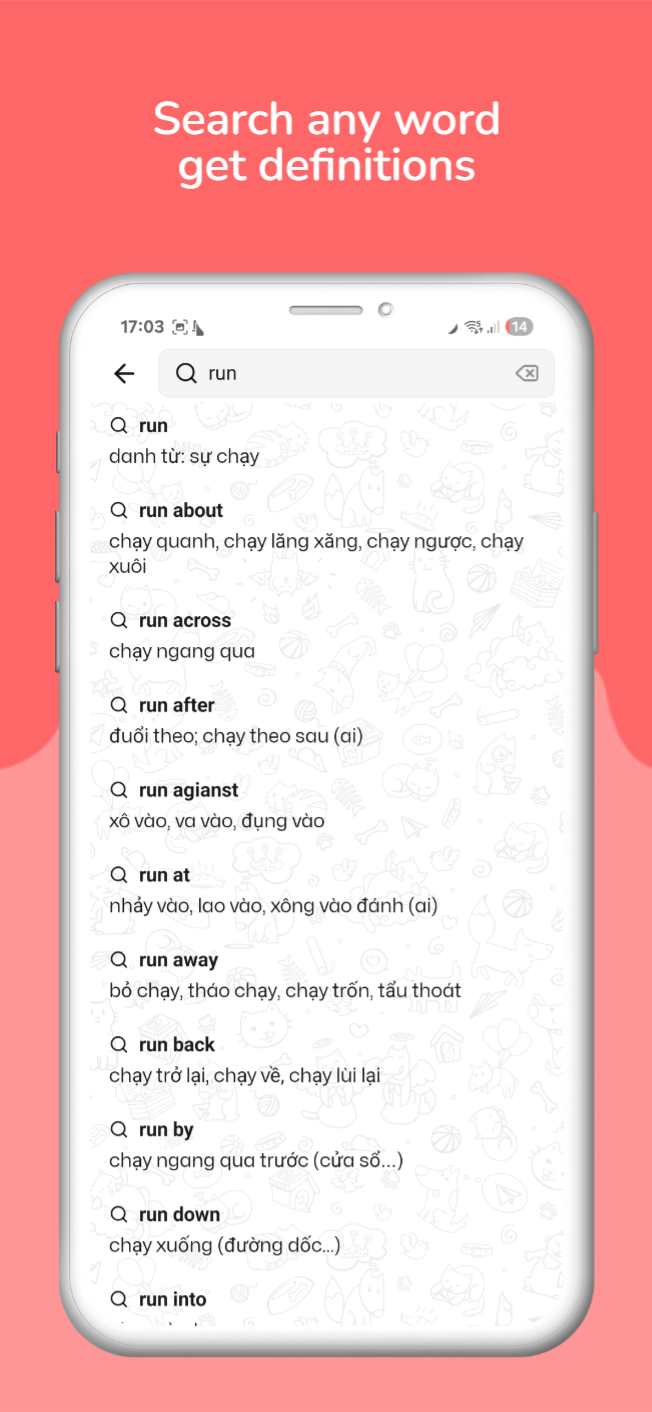 Search any word
get definitions
17:03
14
run
run
danh từ: sự chạy
run about
chạy quanh, chạy lăng xăng, chạy ngược, chạy
xuôi
run across
chạy ngang qua
run after
đuổi theo; chạy theo sau (ai)
run agianst
xô vào, va vào, đụng vào
run at
nhảy vào, lao vào, xông vào đánh (ai)
run away
bỏ chạy, tháo chạy, chạy trốn, tẩu thoát
run back
chạy trở lại, chạy về, chạy lùi lại
run by
chạy ngang qua trước (cửa sổ...)
run down
chạy xuống (đường dốc...)
run into